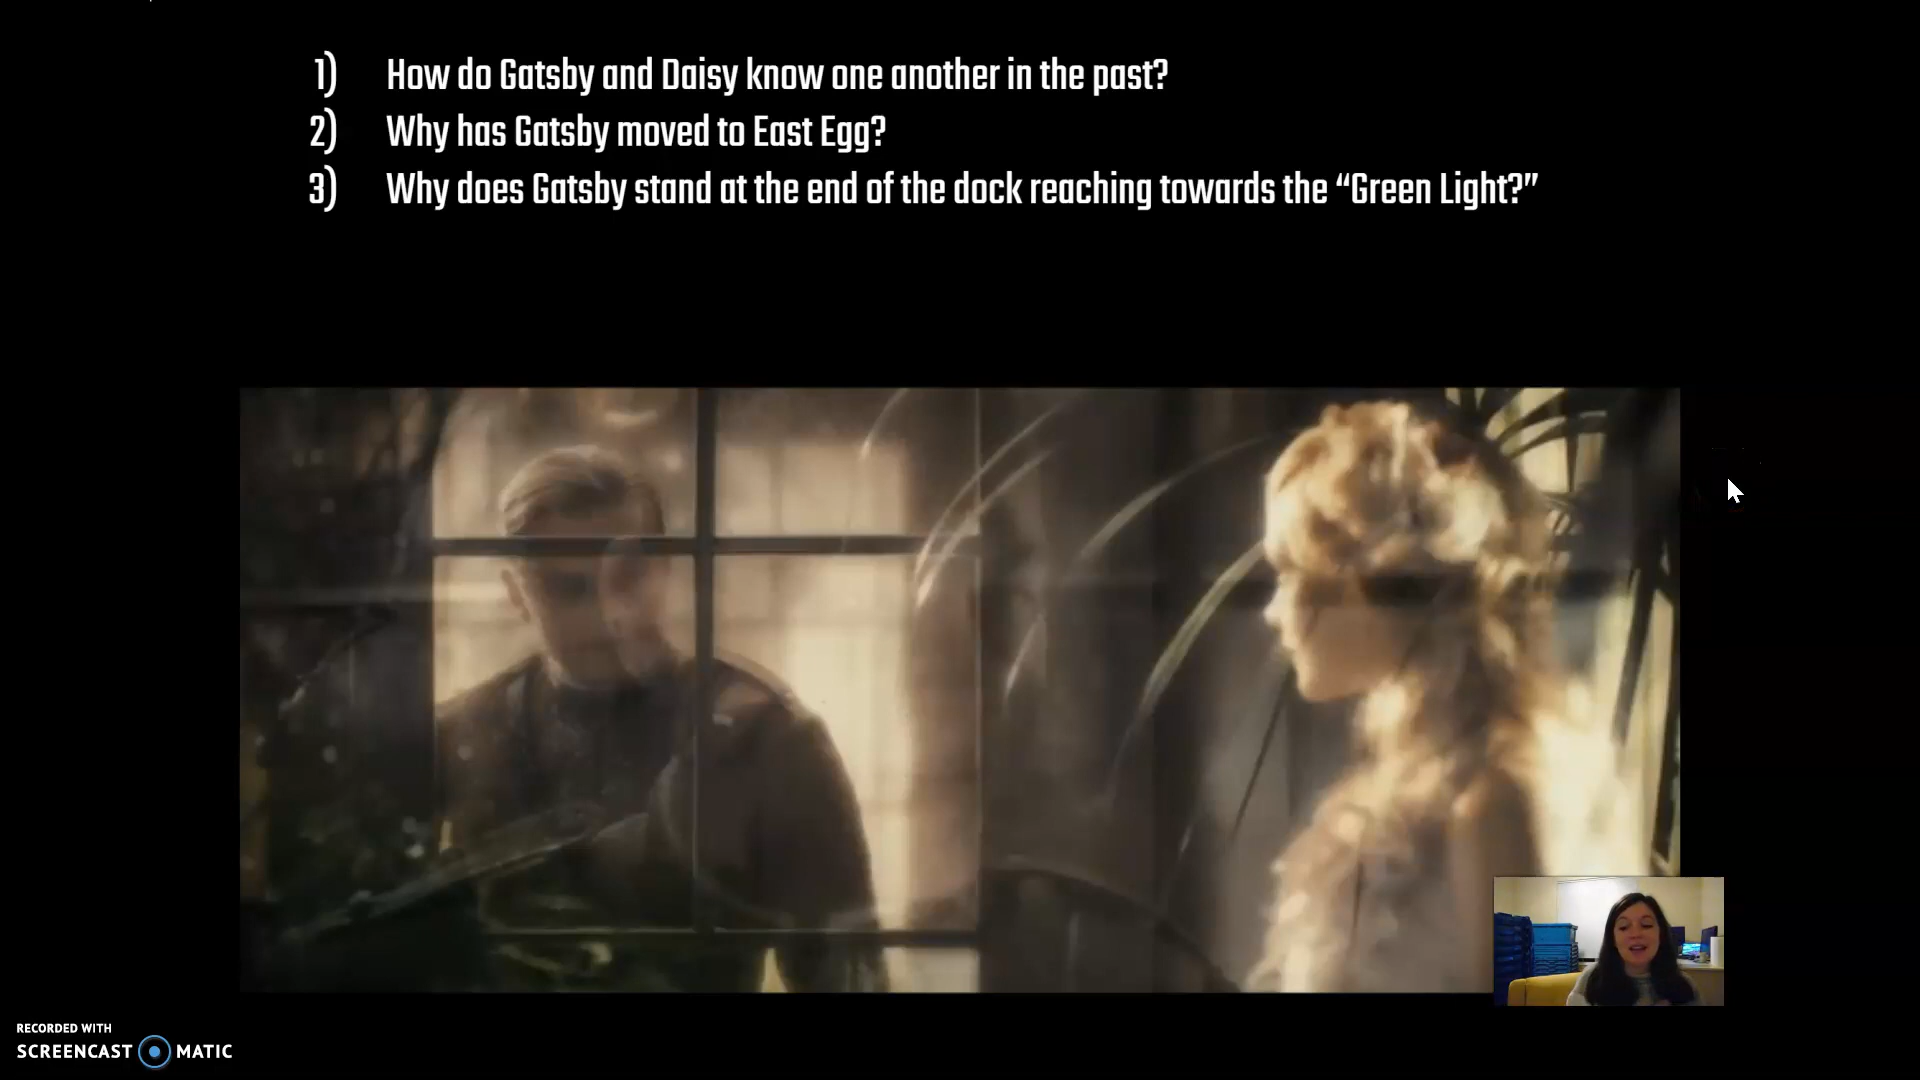 1) How do Gatsby and Daisy know one another in the past?
2) Why has Gatsby moved to East Egg?
3) Why does Gatsby stand at the end of the dock reaching towards the “Green Light?”
RECORDED WITH
SCREENCAST MATIC